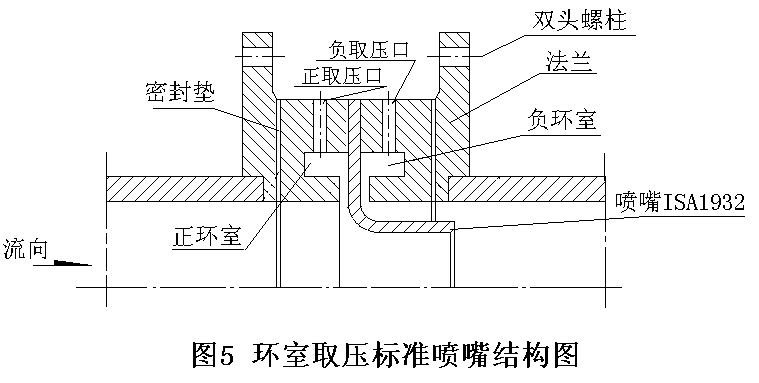 双头螺柱
负取压口
法兰
正取压口
密封垫
负环室
喷嘴ISA1932
正环室
流向
图5 环室取压标准喷嘴结构图